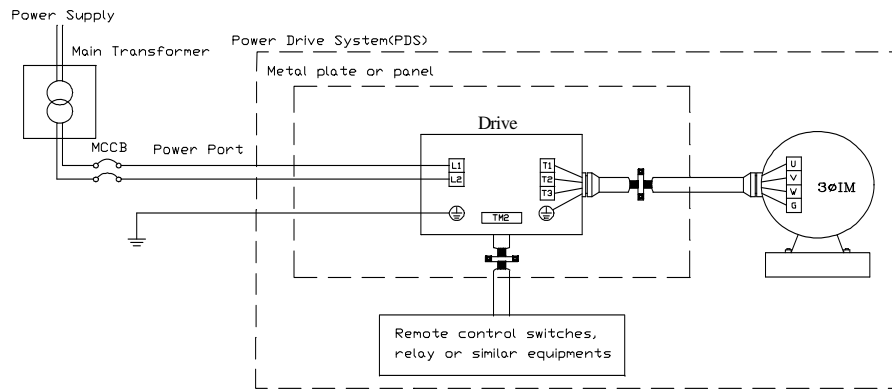 Power Supply
Main Transformer
Power Drive System(PDS)
Metal plate or panel
Drive
MCCB
Power Port
L1
L2
T1
T2
T3
TM2
U
V
W
G
3øIM
Remote control switches,
relay or similar equipments